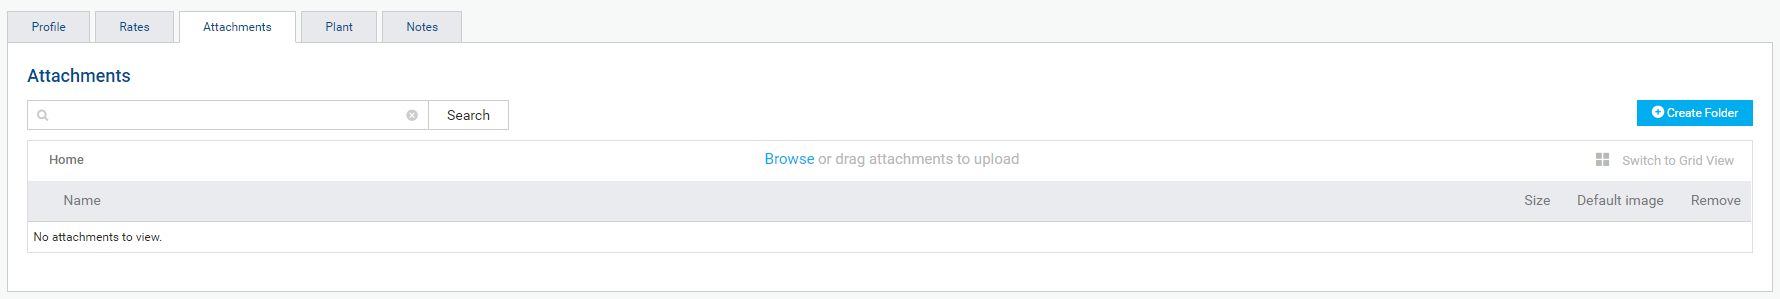 Profile Rates Attachments Plant Notes
Attachments
Search
Create Folder
Home Browse or drag attachments to upload Switch to Grid View
Name Size Default image Remove
No attachments to view.